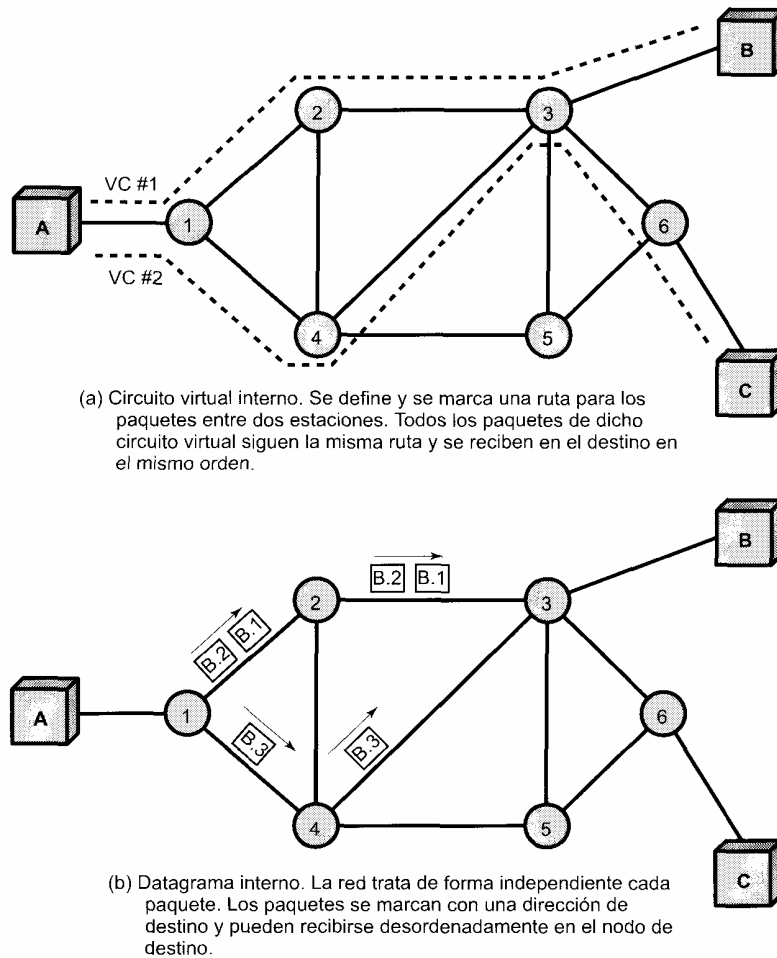 B
2
3
VC #1
A
1
6
VC #2
4
5
C
(a) Circuito virtual interno. Se define y se marca una ruta para los
paquetes entre dos estaciones. Todos los paquetes de dicho
circuito virtual siguen la misma ruta y se reciben en el destino en
el mismo orden.
B
B.2 B.1
2
3
B.2 B.1
A
1
6
B.3
B.3
4
5
C
(b) Datagrama interno. La red trata de forma independiente cada
paquete. Los paquetes se marcan con una dirección de
destino y pueden recibirse desordenadamente en el nodo de
destino.